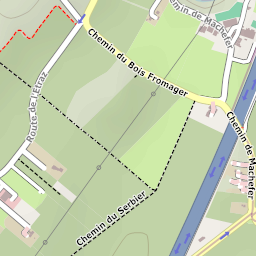 Chemin de Machefer
Chemin du Bois Fromager
Route de l'Etraz
Chemin de Machefer
Chemin du Serbier